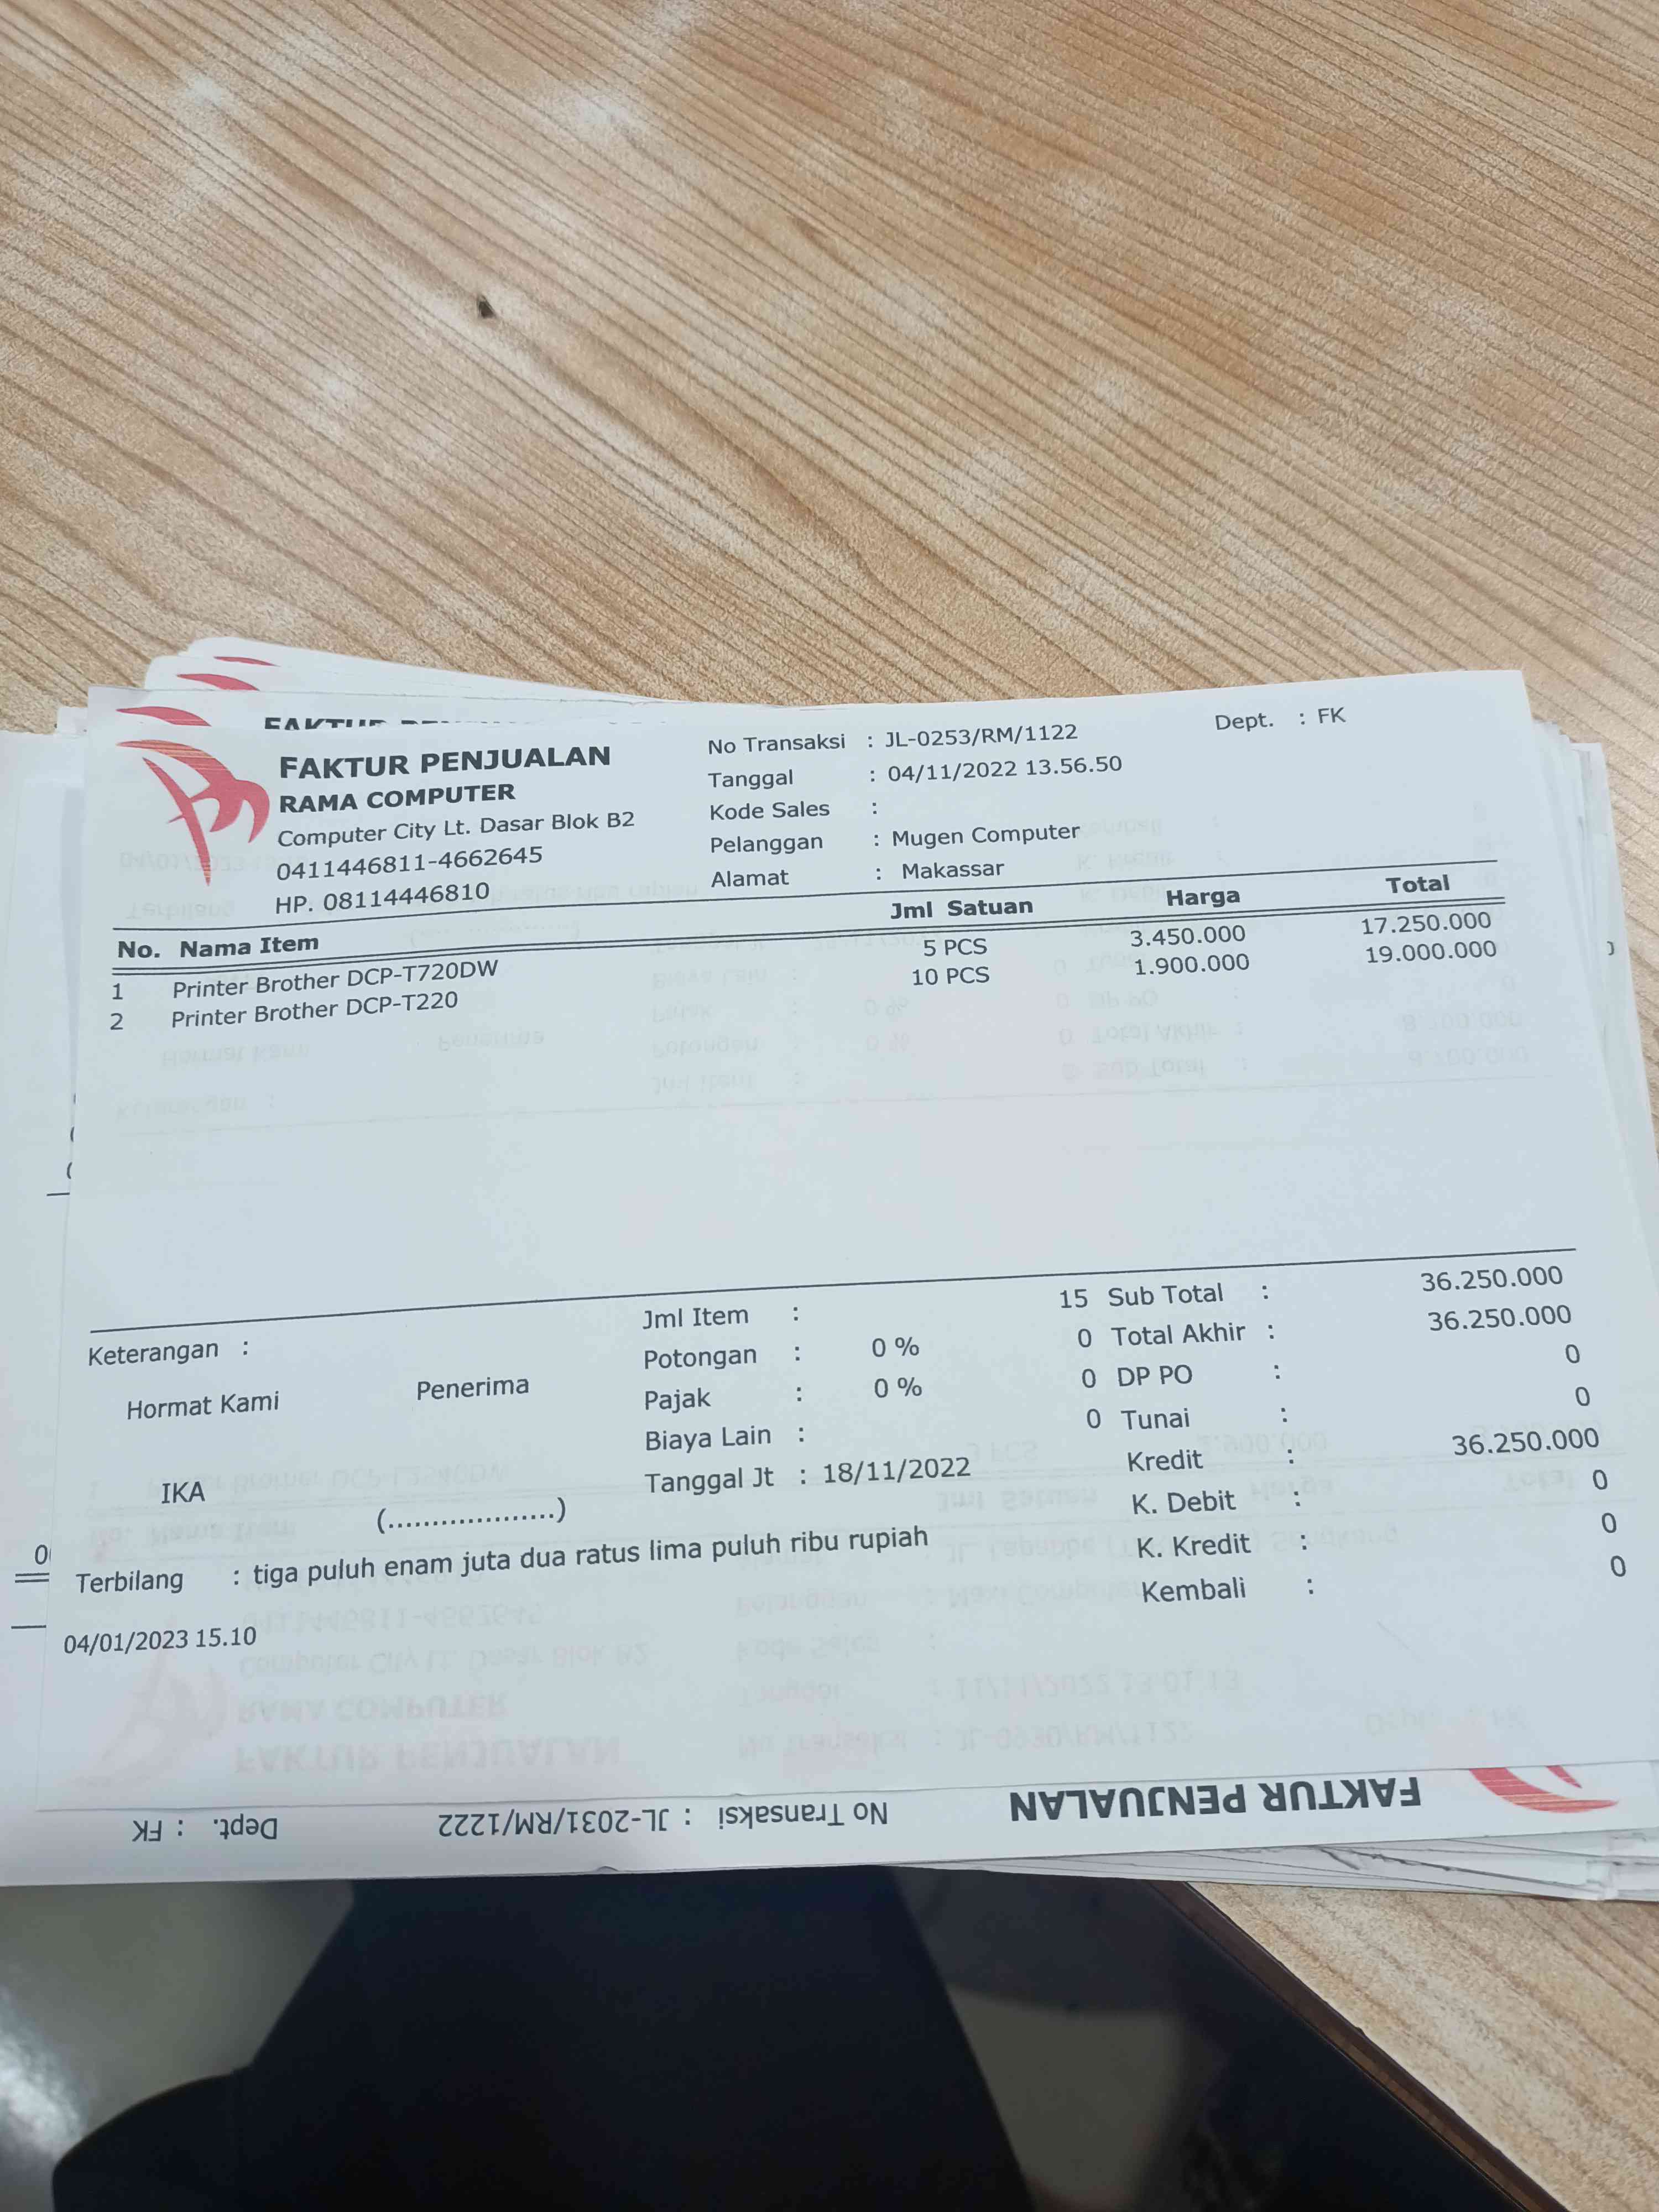 FAKTUR PENJUALAN
RAMA COMPUTER
Computer City Lt. Dasar Blok B2
0411446811-4662645
HP. 08114446810
No Transaksi : JL-0253/RM/1122
Tanggal : 04/11/2022 13.56.50
Kode Sales :
Pelanggan : Mugen Computer
Alamat : Makassar
Dept. : FK
No. Nama Item Jml Satuan Harga Total
1 Printer Brother DCP-T720DW 5 PCS 3.450.000 17.250.000
2 Printer Brother DCP-T220 10 PCS 1.900.000 19.000.000
Keterangan :
Hormat Kami Penerima
IKA (....................)
Jml Item : 15
Potongan : 0 % 0
Pajak : 0 % 0
Biaya Lain : 0
Tanggal Jt : 18/11/2022
Sub Total : 36.250.000
Total Akhir : 36.250.000
DP PO : 0
Tunai : 0
Kredit : 36.250.000
K. Debit : 0
K. Kredit : 0
Kembali : 0
Terbilang : tiga puluh enam juta dua ratus lima puluh ribu rupiah
04/01/2023 15.10
FAKTUR PENJUALAN
No Transaksi : JL-2031/RM/1222
Dept. : FK